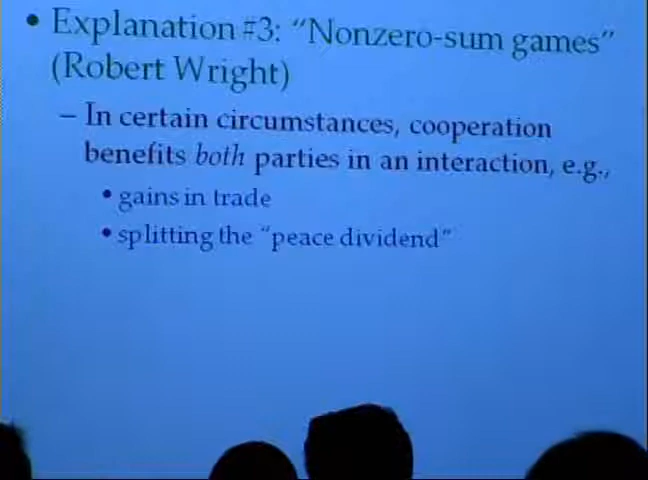 • Explanation #3: “Nonzero-sum games”
(Robert Wright)
– In certain circumstances, cooperation
benefits both parties in an interaction, e.g.,
• gains in trade
• splitting the “peace dividend”